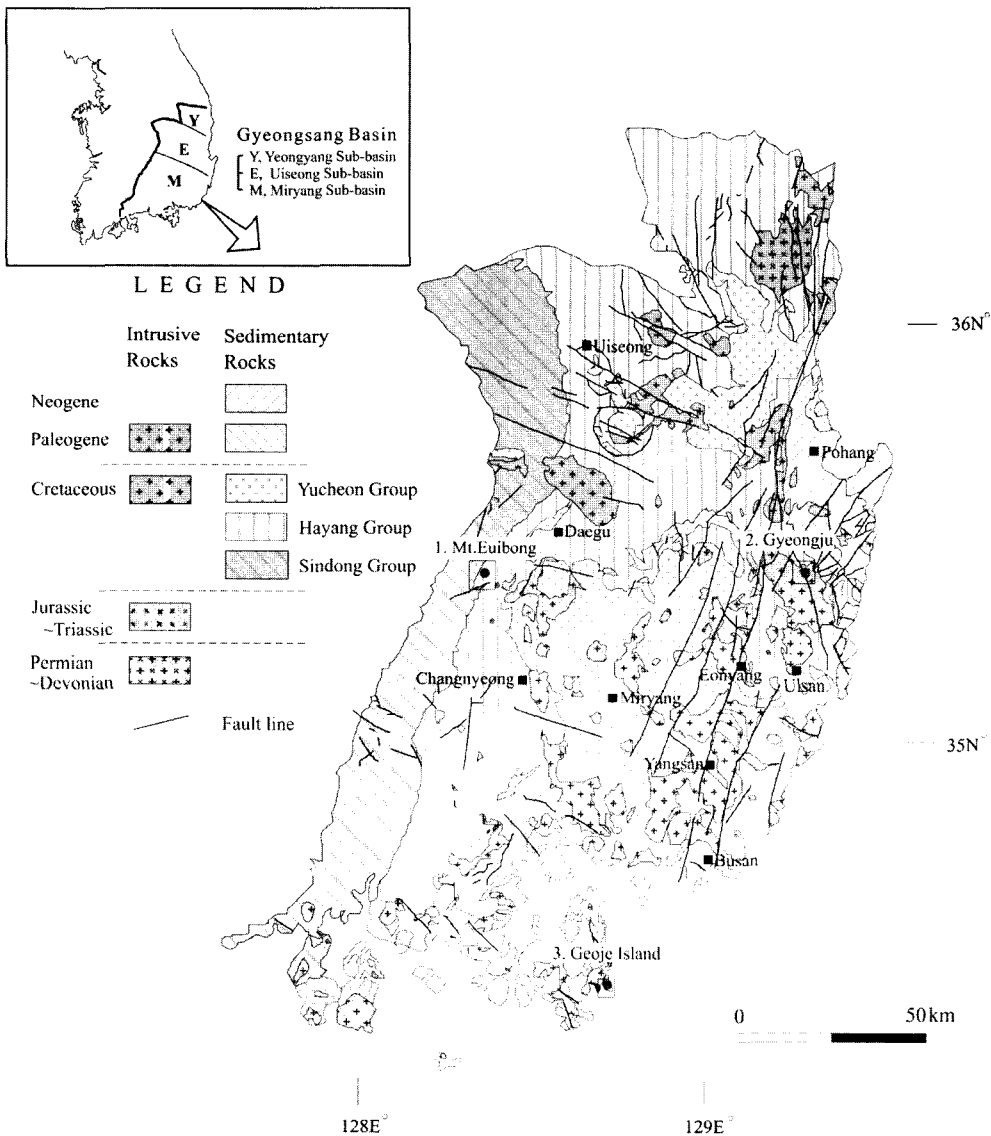 Gyeongsang Basin
Y, Yeongyang Sub-basin
E, Uiseong Sub-basin
M, Miryang Sub-basin
Y
E
M
LEGEND
Intrusive Rocks
Sedimentary Rocks
Neogene
Paleogene
Cretaceous
Yucheon Group
Hayang Group
Sindong Group
Jurassic
~Triassic
Permian
~Devonian
Fault line
36N°
Uiseong
Pohang
Daegu
1. Mt.Euibong
2. Gyeongju
Changnyeong
Miryang
Eonyang
Ulsan
35N°
Yangsan
Busan
3. Geoje Island
0
50km
128E°
129E°